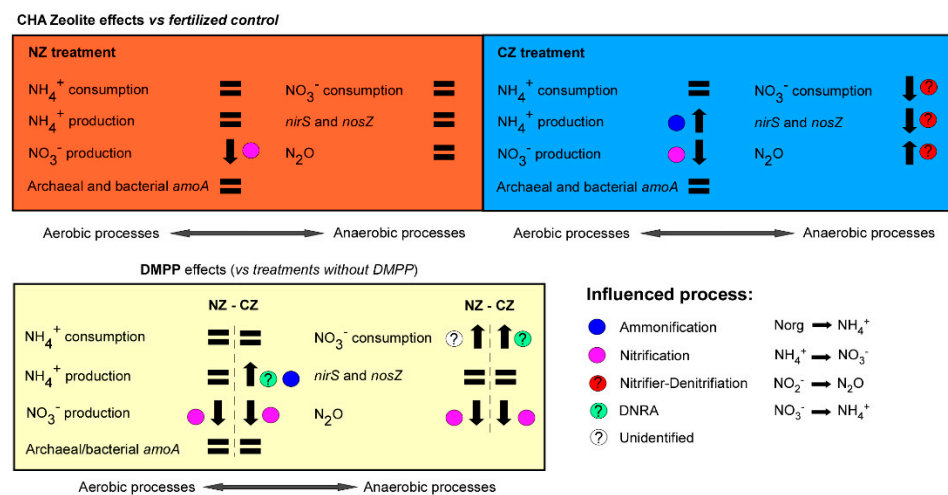 CHA Zeolite effects vs fertilized control
NZ treatment
NH4+ consumption = NO3- consumption =
NH4+ production = nirS and nosZ =
NO3- production ↓ N2O =
Archaeal and bacterial amoA =
CZ treatment
NH4+ consumption = NO3- consumption ↓ ?
NH4+ production ↑ nirS and nosZ ↓ ?
NO3- production ↓ N2O ↑ ?
Archaeal and bacterial amoA =
Aerobic processes Anaerobic processes
Aerobic processes Anaerobic processes
DMPP effects (vs treatments without DMPP)
NZ - CZ NZ - CZ
NH4+ consumption = = NO3- consumption ? ↑ ↑ ?
NH4+ production = ↑ ? nirS and nosZ = =
NO3- production ↓ ↓ N2O ↓ ↓
Archaeal/bacterial amoA = =
Aerobic processes Anaerobic processes
Influenced process:
Ammonification Norg → NH4+
Nitrification NH4+ → NO3-
? Nitrifier-Denitrifiation NO2- → N2O
? DNRA NO3- → NH4+
? Unidentified